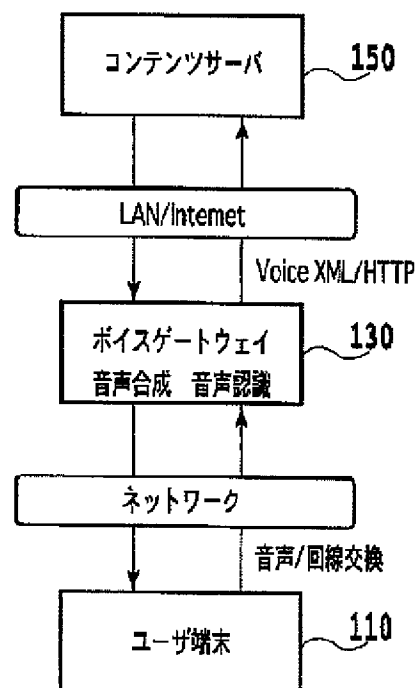 コンテンツサーバ 150
LAN/Internet
Voice XML/HTTP
ボイスゲートウェイ 130
音声合成 音声認識
ネットワーク
音声/回線交換
ユーザ端末 110